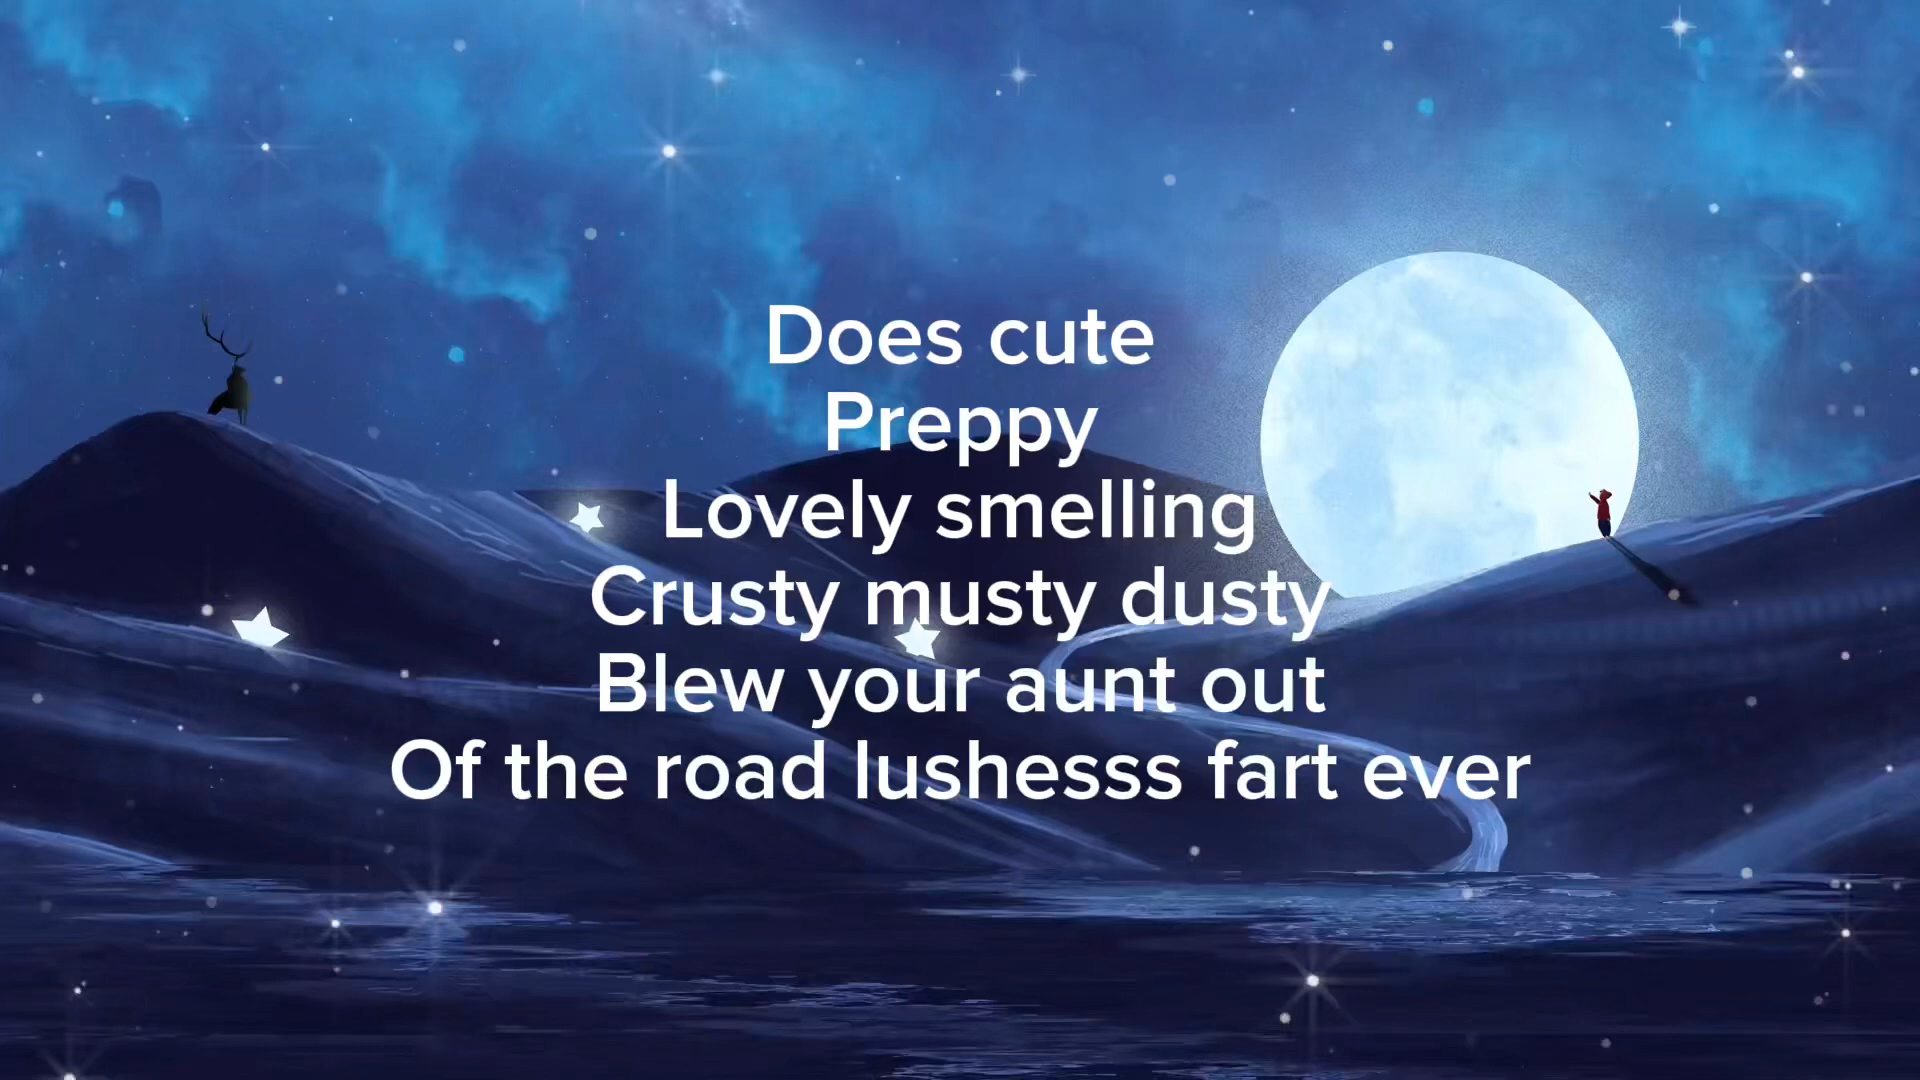 Does cute
Preppy
Lovely smelling
Crusty musty dusty
Blew your aunt out
Of the road lushesss fart ever